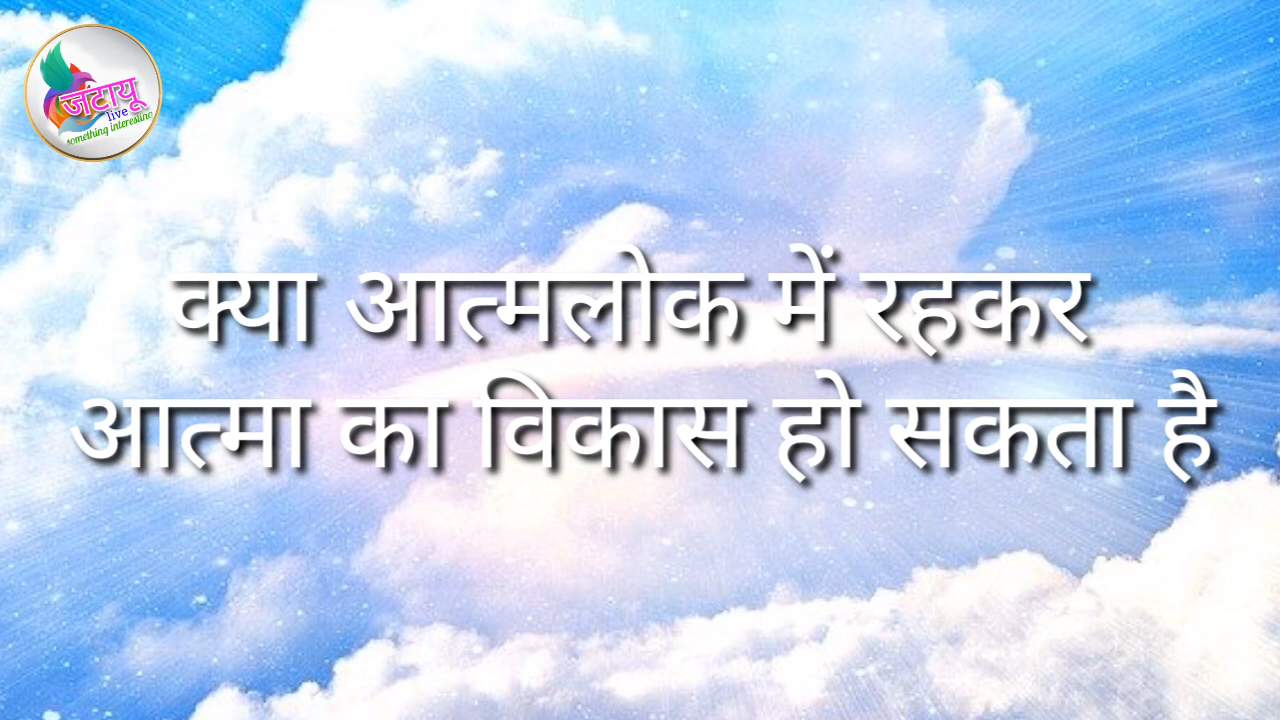 जटायू
live
something interesting
क्या आत्मलोक में रहकर
आत्मा का विकास हो सकता है